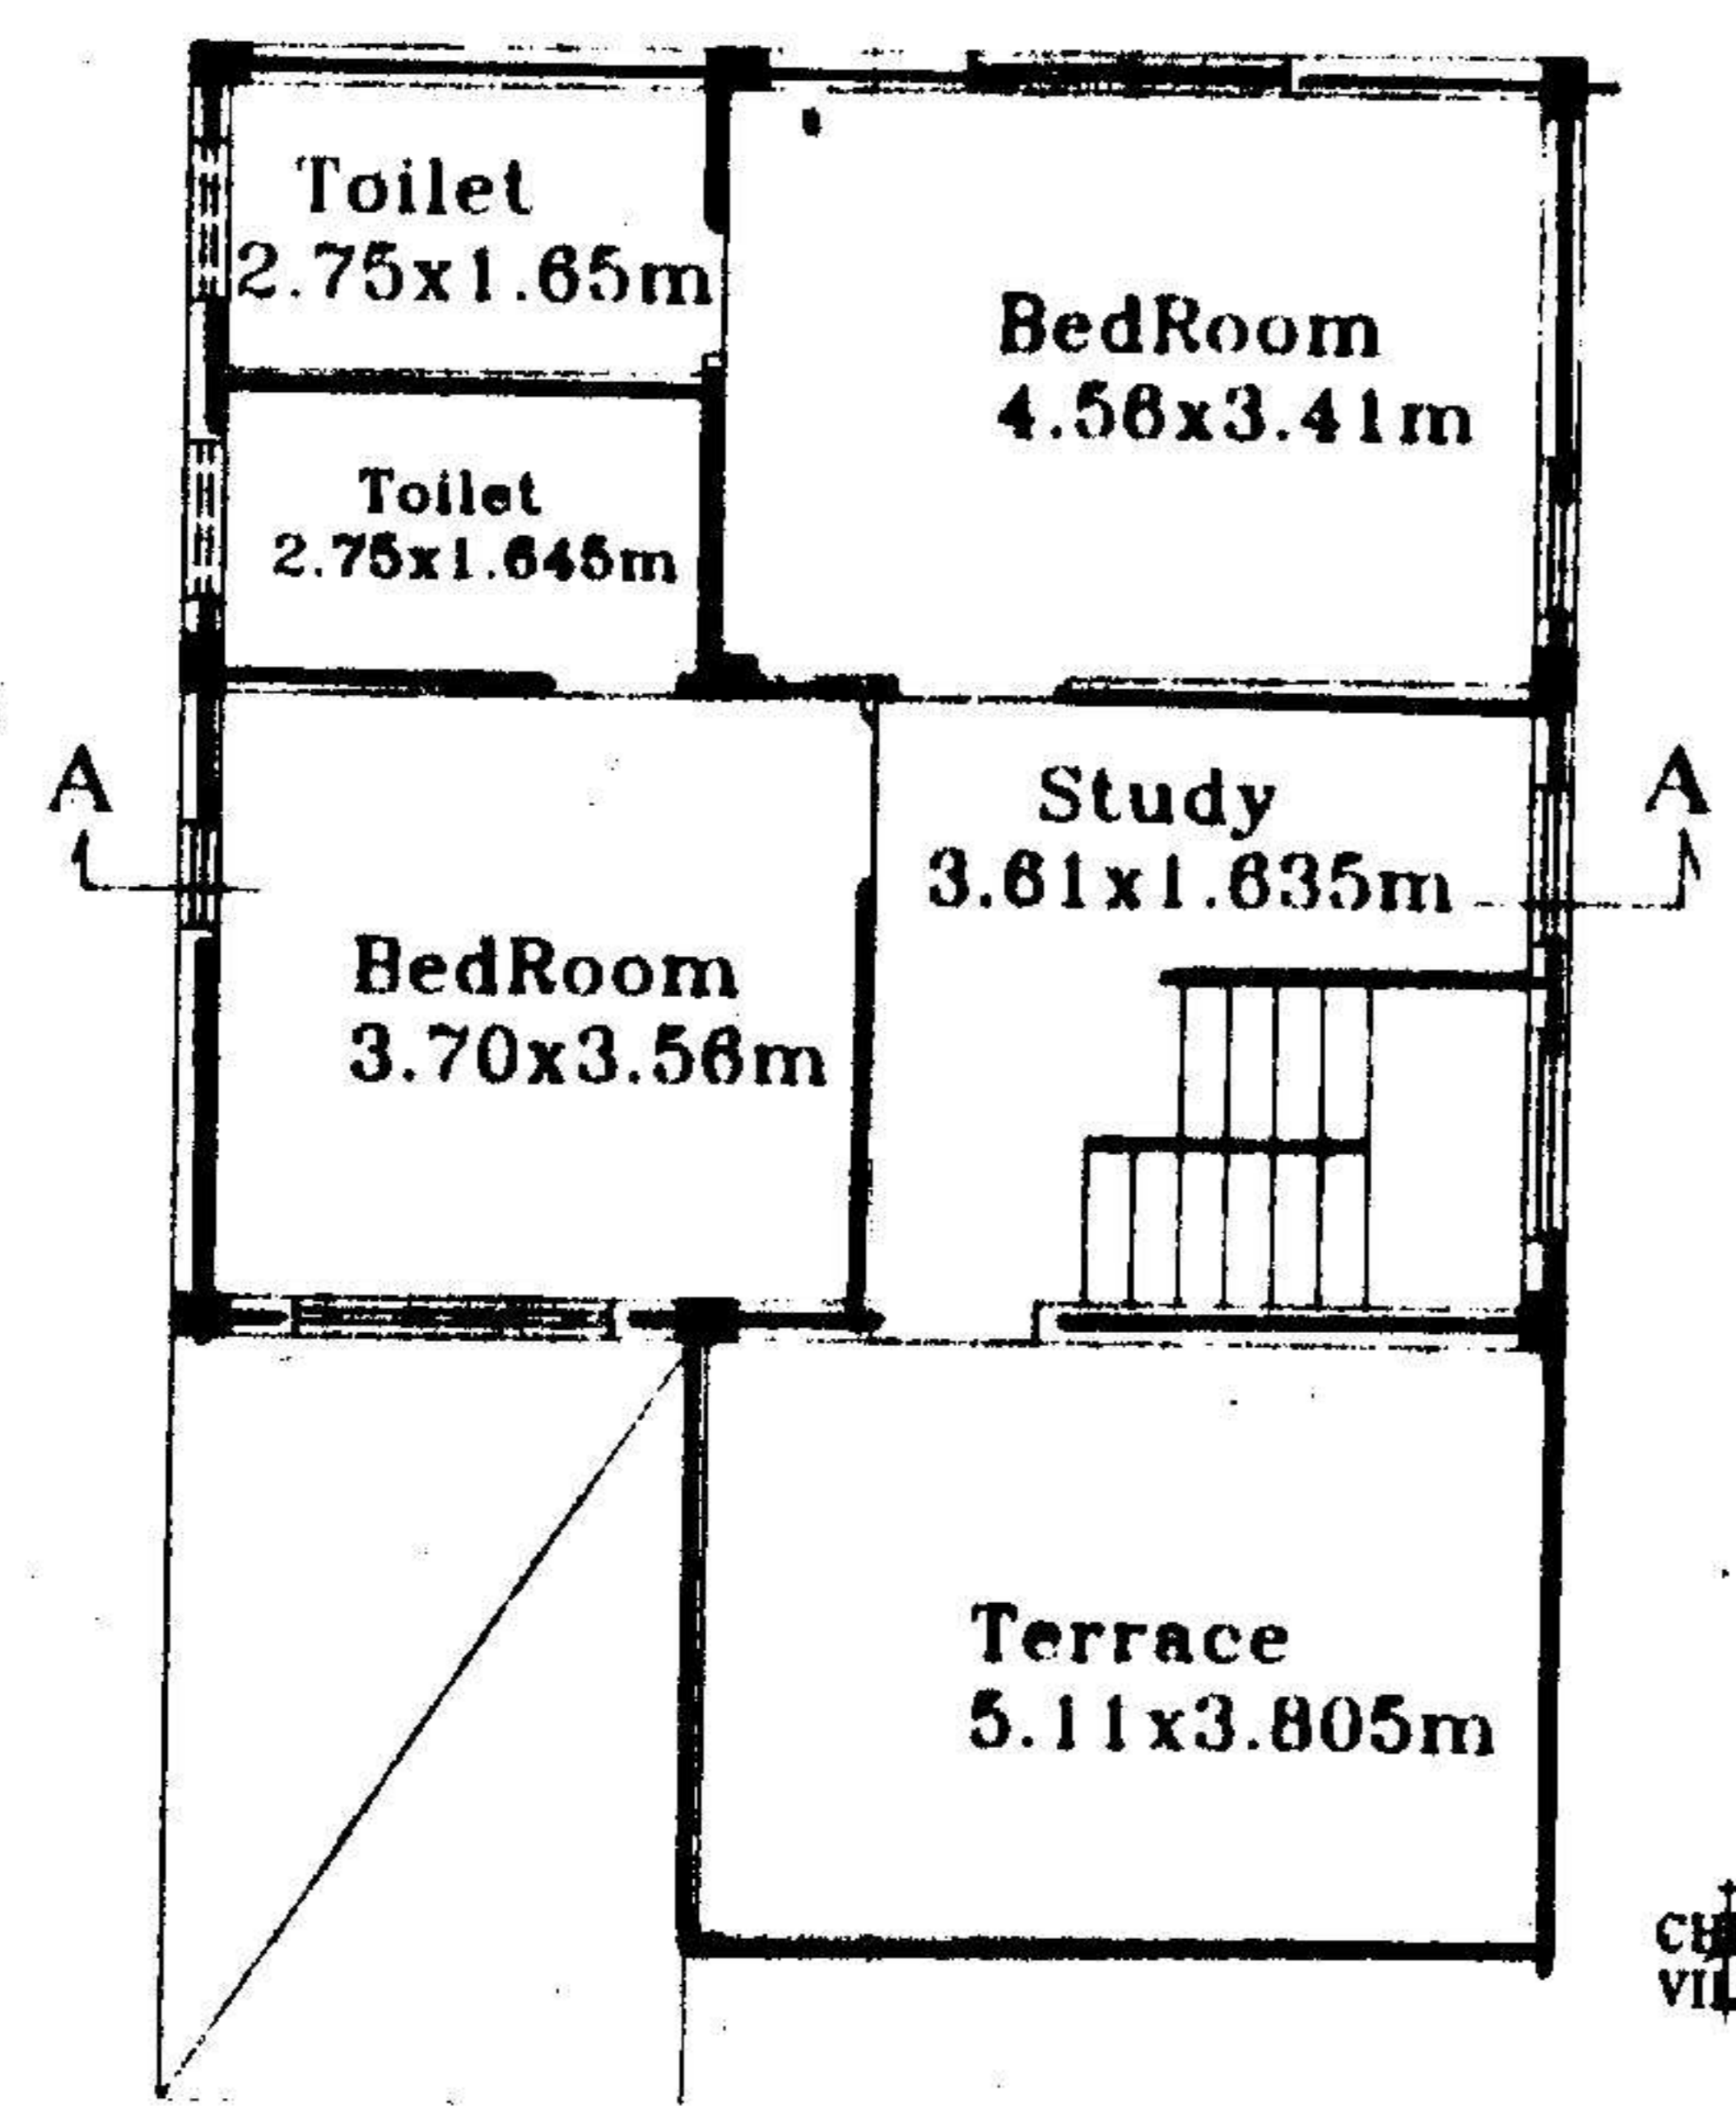 Toilet
2.75x1.65m
BedRoom
4.56x3.41m
Toilet
2.75x1.645m
A
A
Study
3.61x1.635m
BedRoom
3.70x3.56m
Terrace
5.11x3.805m